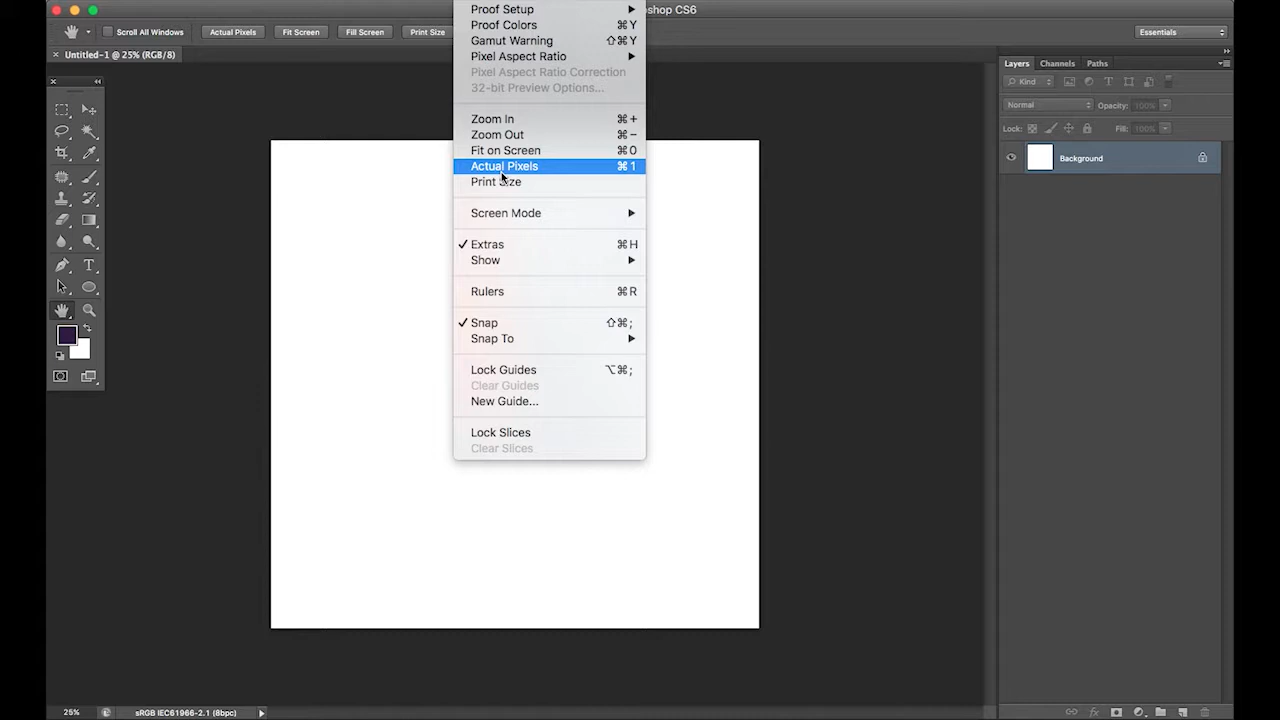 Proof Setup
shop CS6
Proof Colors ⌘Y
Scroll All Windows Actual Pixels Fit Screen Fill Screen Print Size Essentials
Gamut Warning ⇧⌘Y
Untitled-1 @ 25% (RGB/8)
Pixel Aspect Ratio
Layers Channels Paths
Pixel Aspect Ratio Correction
Kind
32-bit Preview Options...
Normal Opacity: 100%
Zoom In ⌘+
Lock: Fill: 100%
Zoom Out ⌘−
Fit on Screen ⌘0
Background
Actual Pixels ⌘1
Print Size
Screen Mode
Extras ⌘H
Show
Rulers ⌘R
Snap ⇧⌘;
Snap To
Lock Guides ⌥⌘;
Clear Guides
New Guide...
Lock Slices
Clear Slices
25% sRGB IEC61966-2.1 (8bpc)